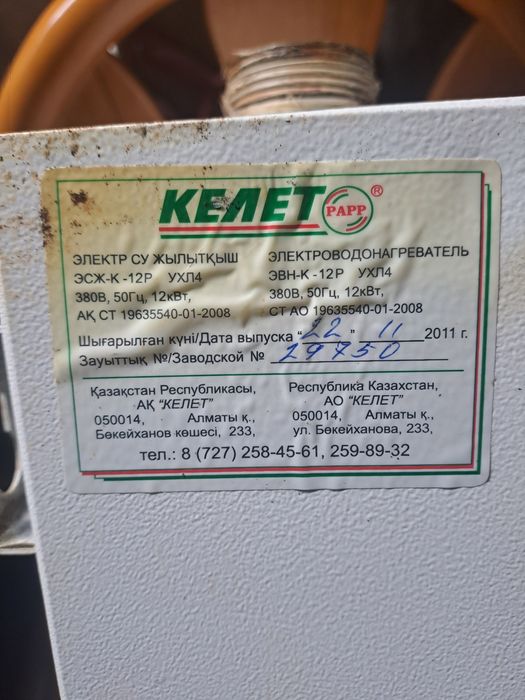 КЕЛЕТ PAPP ®
ЭЛЕКТР СУ ЖЫЛЫТҚЫШ
ЭСЖ-К -12Р УХЛ4
380В, 50Гц, 12кВт,
АҚ СТ 19635540-01-2008
ЭЛЕКТРОВОДОНАГРЕВАТЕЛЬ
ЭВН-К -12Р УХЛ4
380В, 50Гц, 12кВт,
СТ АО 19635540-01-2008
Шығарылған күні/Дата выпуска "22" 11 2011 г.
Зауыттық №/Заводской № 29750
Қазақстан Республикасы,
АҚ "КЕЛЕТ"
050014, Алматы қ.,
Бөкейханов көшесі, 233,
Республика Казахстан,
АО "КЕЛЕТ"
050014, Алматы қ.,
ул. Бөкейханова, 233,
тел.: 8 (727) 258-45-61, 259-89-32